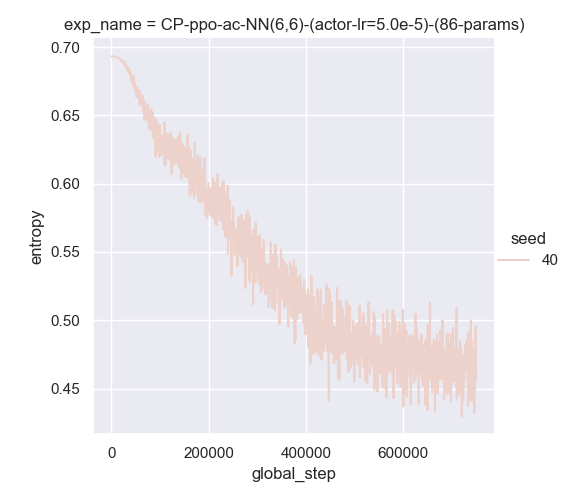 exp_name = CP-ppo-ac-NN(6,6)-(actor-lr=5.0e-5)-(86-params)
0.70
0.65
0.60
0.55
0.50
0.45
entropy
0 200000 400000 600000
global_step
seed
40